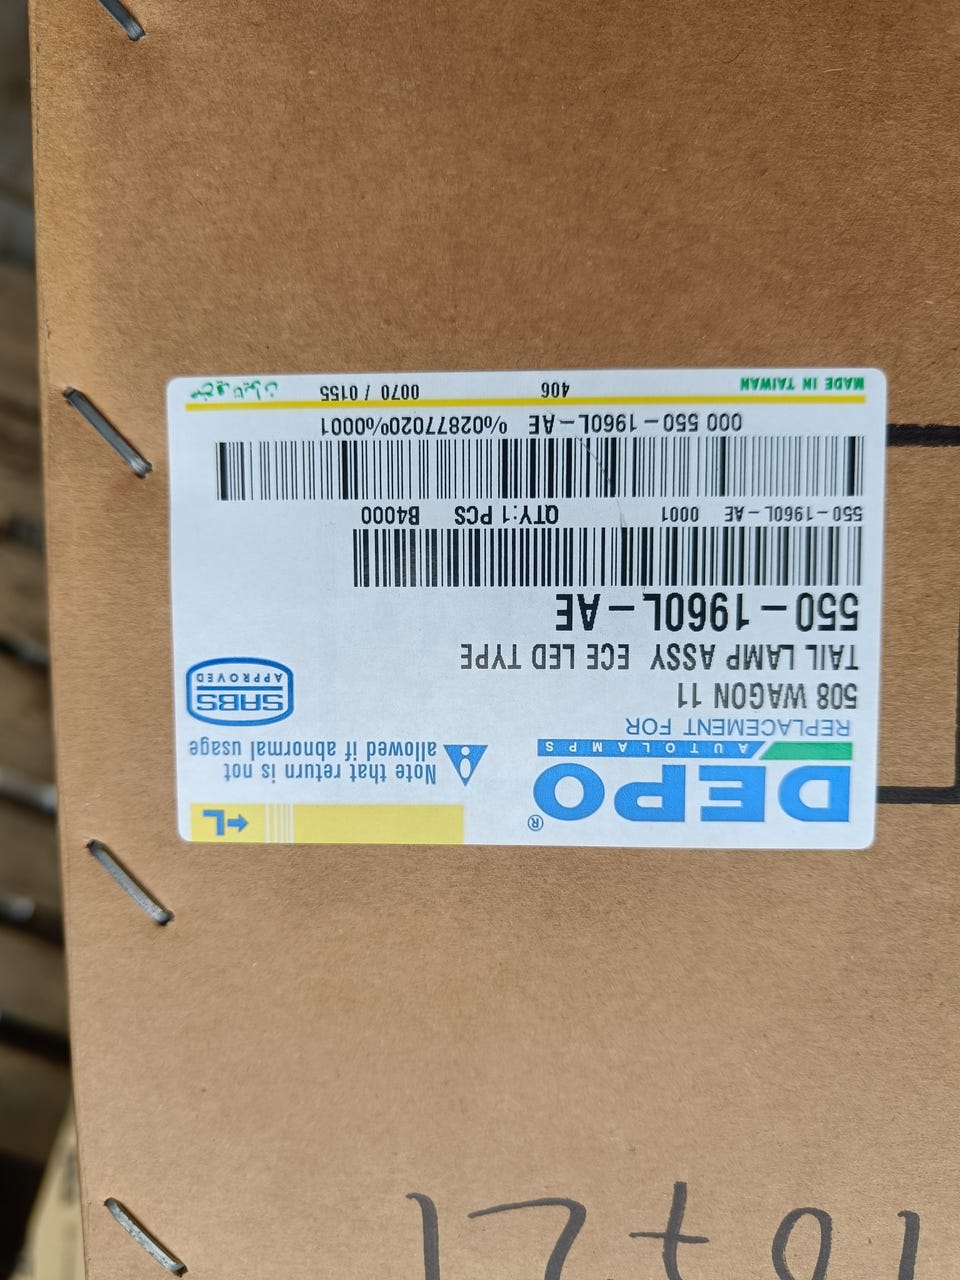 DEPO®
AUTOLAMPS
←L
REPLACEMENT FOR
Note that return is not
allowed if abnormal usage
508 WAGON 11
TAIL LAMP ASSY ECE LED TYPE
SABS
APPROVED
550-1960L-AE
550-1960L-AE 0001 QTY:1 PCS B4000
000 550-1960L-AE %02877020%0001
MADE IN TAIWAN 406 0070 / 0155